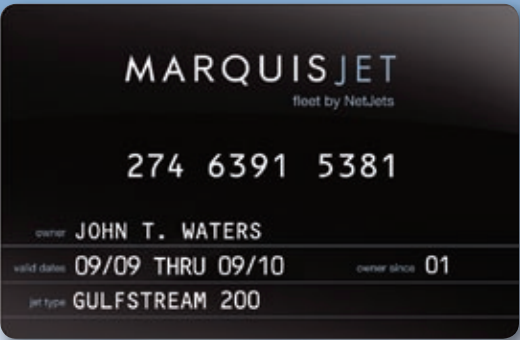 MARQUISJET
fleet by NetJets
274 6391 5381
owner JOHN T. WATERS
valid dates 09/09 THRU 09/10 owner since 01
jet type GULFSTREAM 200